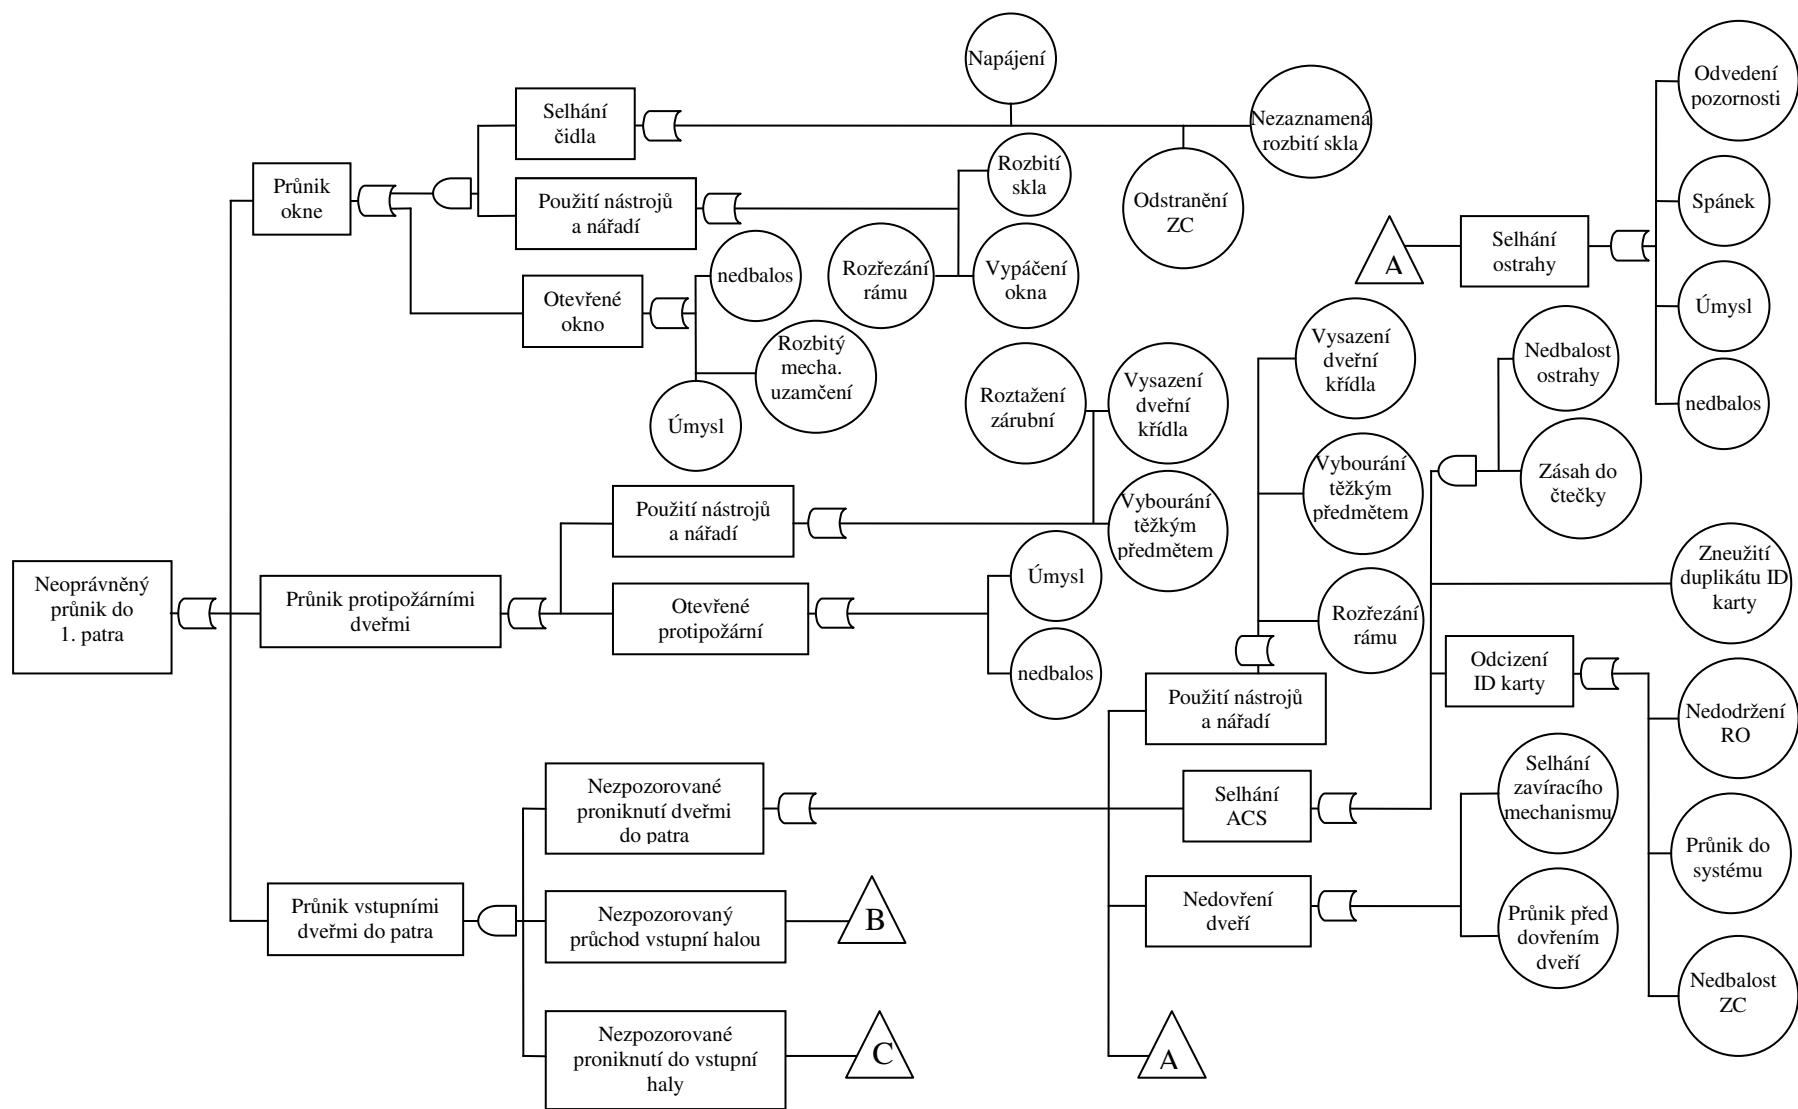 Napájení
Odvedení
pozornosti
Selhání
čidla
Nezaznamená
rozbití skla
Rozbití
skla
Průnik
okne
Použití nástrojů
a nářadí
Odstranění
ZC
Spánek
A
Selhání
ostrahy
nedbalos
Rozřezání
rámu
Vypáčení
okna
Otevřené
okno
Úmysl
Rozbitý
mecha.
uzamčení
Vysazení
dveřní
křídla
Nedbalost
ostrahy
Roztažení
zárubní
Vysazení
dveřní
křídla
nedbalos
Úmysl
Vybourání
těžkým
předmětem
Zásah do
čtečky
Použití nástrojů
a nářadí
Vybourání
těžkým
předmětem
Neoprávněný
průnik do
1. patra
Průnik protipožárními
dveřmi
Otevřené
protipožární
Úmysl
Zneužití
duplikátu ID
karty
Rozřezání
rámu
nedbalos
Odcizení
ID karty
Použití nástrojů
a nářadí
Nedodržení
RO
Nezpozorované
proniknutí dveřmi
do patra
Selhání
ACS
Selhání
zavíracího
mechanismu
Průnik do
systému
Průnik vstupními
dveřmi do patra
Nezpozorovaný
průchod vstupní halou
B
Nedovření
dveří
Průnik před
dovřením
dveří
Nedbalost
ZC
Nezpozorované
proniknutí do vstupní
haly
C
A